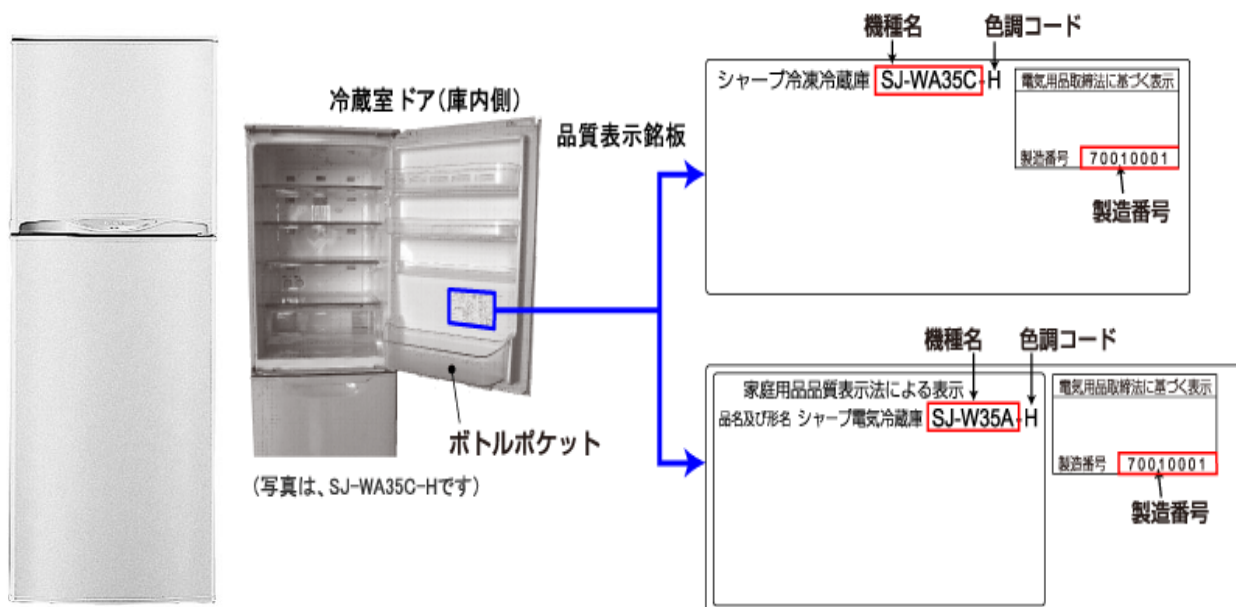 冷蔵室ドア(庫内側)
ボトルポケット
(写真は、SJ-WA35C-Hです)
品質表示銘板
機種名 色調コード
シャープ冷凍冷蔵庫 SJ-WA35C-H
電気用品取締法に基づく表示
製造番号 70010001
製造番号
機種名 色調コード
家庭用品品質表示法による表示
品名及び形名 シャープ電気冷蔵庫 SJ-W35A-H
電気用品取締法に基づく表示
製造番号 70010001
製造番号